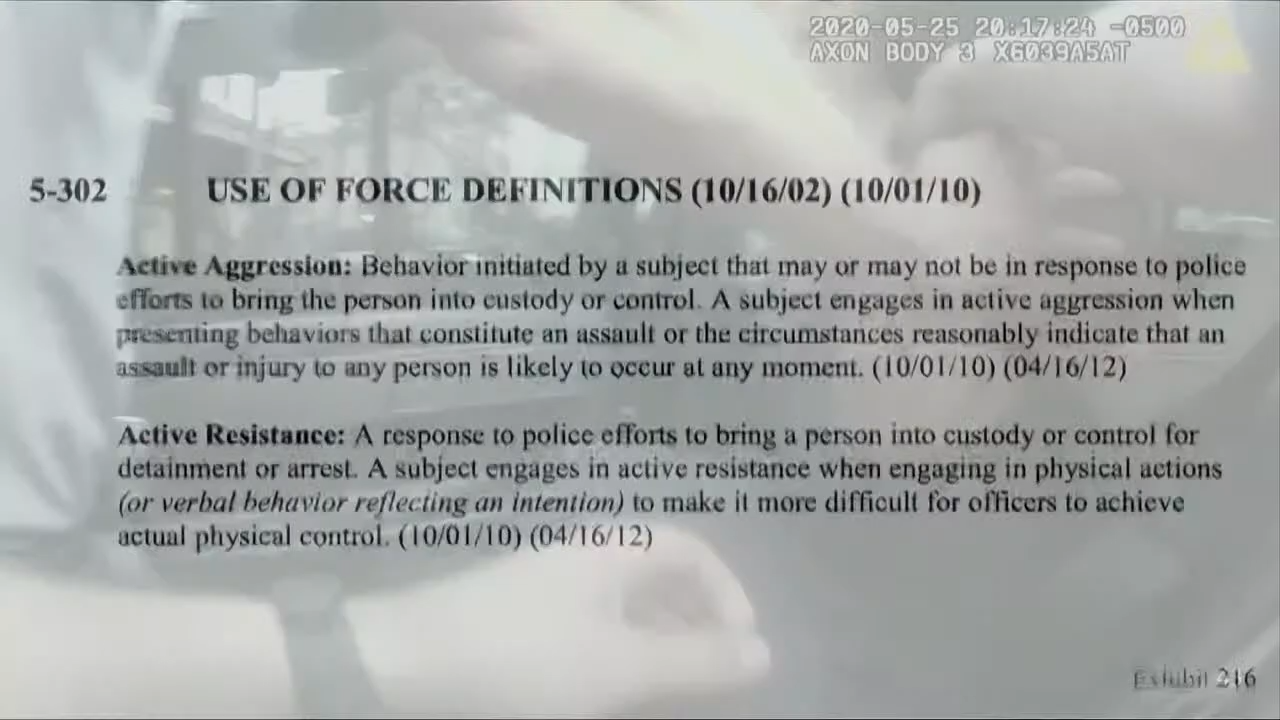 2020-05-25 20:17:24 -0500
AXON BODY 3 X6039A5AT
5-302 USE OF FORCE DEFINITIONS (10/16/02) (10/01/10)
Active Aggression: Behavior initiated by a subject that may or may not be in response to police
efforts to bring the person into custody or control. A subject engages in active aggression when
presenting behaviors that constitute an assault or the circumstances reasonably indicate that an
assault or injury to any person is likely to occur at any moment. (10/01/10) (04/16/12)
Active Resistance: A response to police efforts to bring a person into custody or control for
detainment or arrest. A subject engages in active resistance when engaging in physical actions
(or verbal behavior reflecting an intention) to make it more difficult for officers to achieve
actual physical control. (10/01/10) (04/16/12)
Exhibit 216